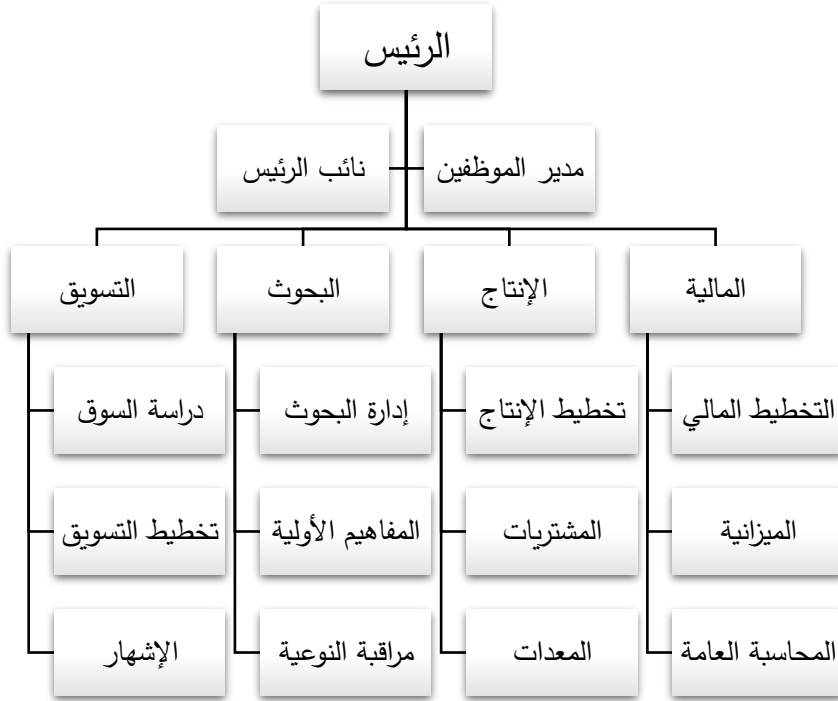 الرئيس
مدير الموظفين
نائب الرئيس
المالية
الإنتاج
البحوث
التسويق
التخطيط المالي
تخطيط الإنتاج
إدارة البحوث
دراسة السوق
الميزانية
المشتريات
المفاهيم الأولية
تخطيط التسويق
المحاسبة العامة
المعدات
مراقبة النوعية
الإشهار